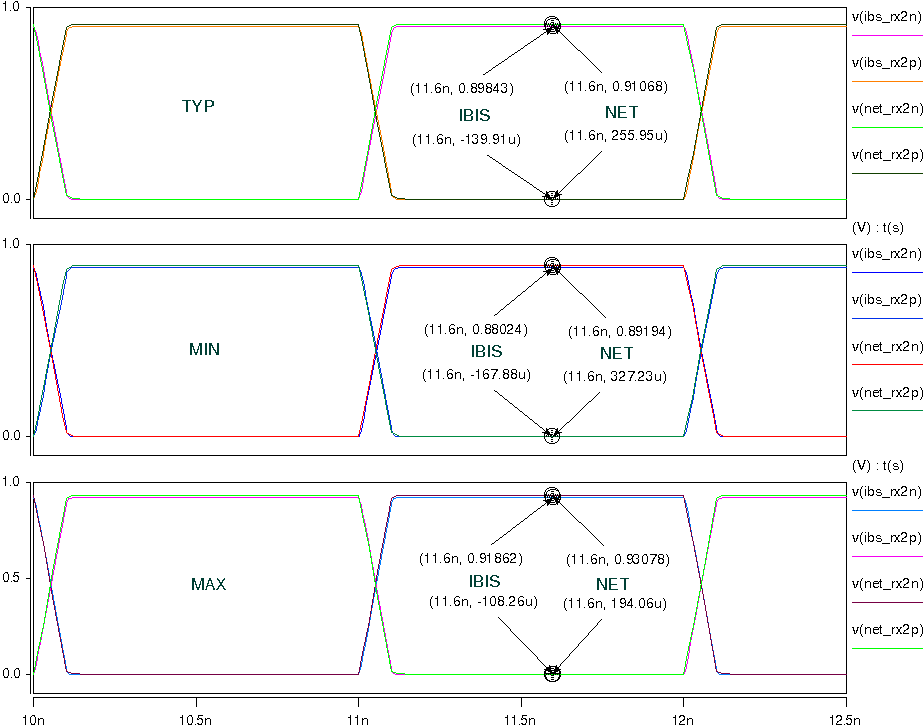 1.0
v(ibs_rx2n)
v(ibs_rx2p)
(11.6n, 0.89843) (11.6n, 0.91068)
TYP IBIS NET
v(net_rx2n)
(11.6n, -139.91u) (11.6n, 255.95u)
v(net_rx2p)
0.0
(V) : t(s)
1.0
v(ibs_rx2n)
v(ibs_rx2p)
(11.6n, 0.88024) (11.6n, 0.89194)
MIN IBIS NET
v(net_rx2n)
(11.6n, -167.88u) (11.6n, 327.23u)
v(net_rx2p)
0.0
(V) : t(s)
1.0
v(ibs_rx2n)
v(ibs_rx2p)
(11.6n, 0.91862) (11.6n, 0.93078)
0.5 MAX IBIS NET
v(net_rx2n)
(11.6n, -108.26u) (11.6n, 194.06u)
v(net_rx2p)
0.0
10n 10.5n 11n 11.5n 12n 12.5n